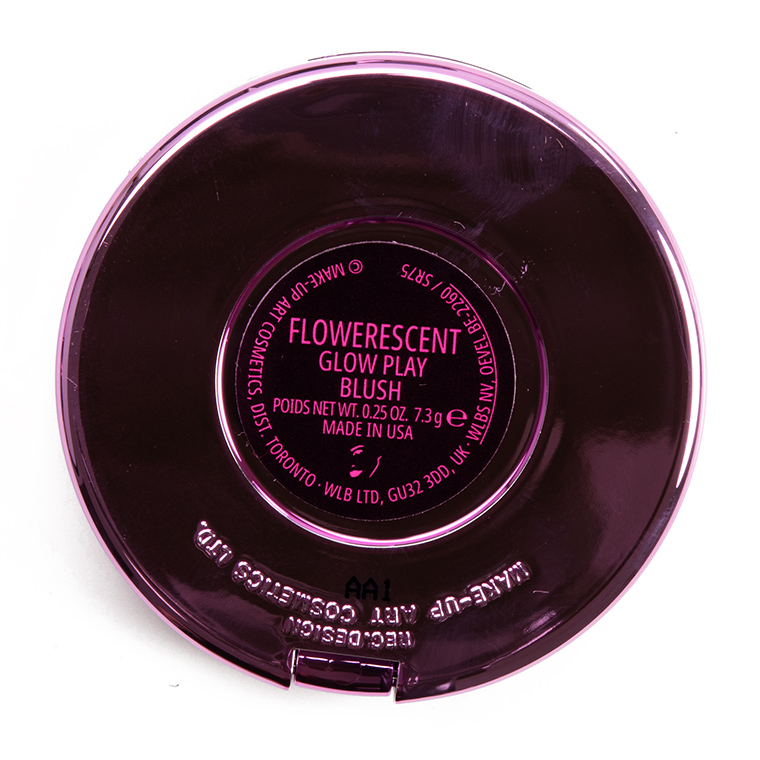 FLOWERESCENT
GLOW PLAY
BLUSH
POIDS NET WT. 0.25 OZ. 7.3 g ℮
MADE IN USA
© MAKE-UP ART COSMETICS, DIST. TORONTO · WLB LTD, GU32 3DD, UK · WLBS NV, OEVEL BE-2260 / SR75
AA1
MAKE-UP ART COSMETICS LTD.
REG. DESIGN